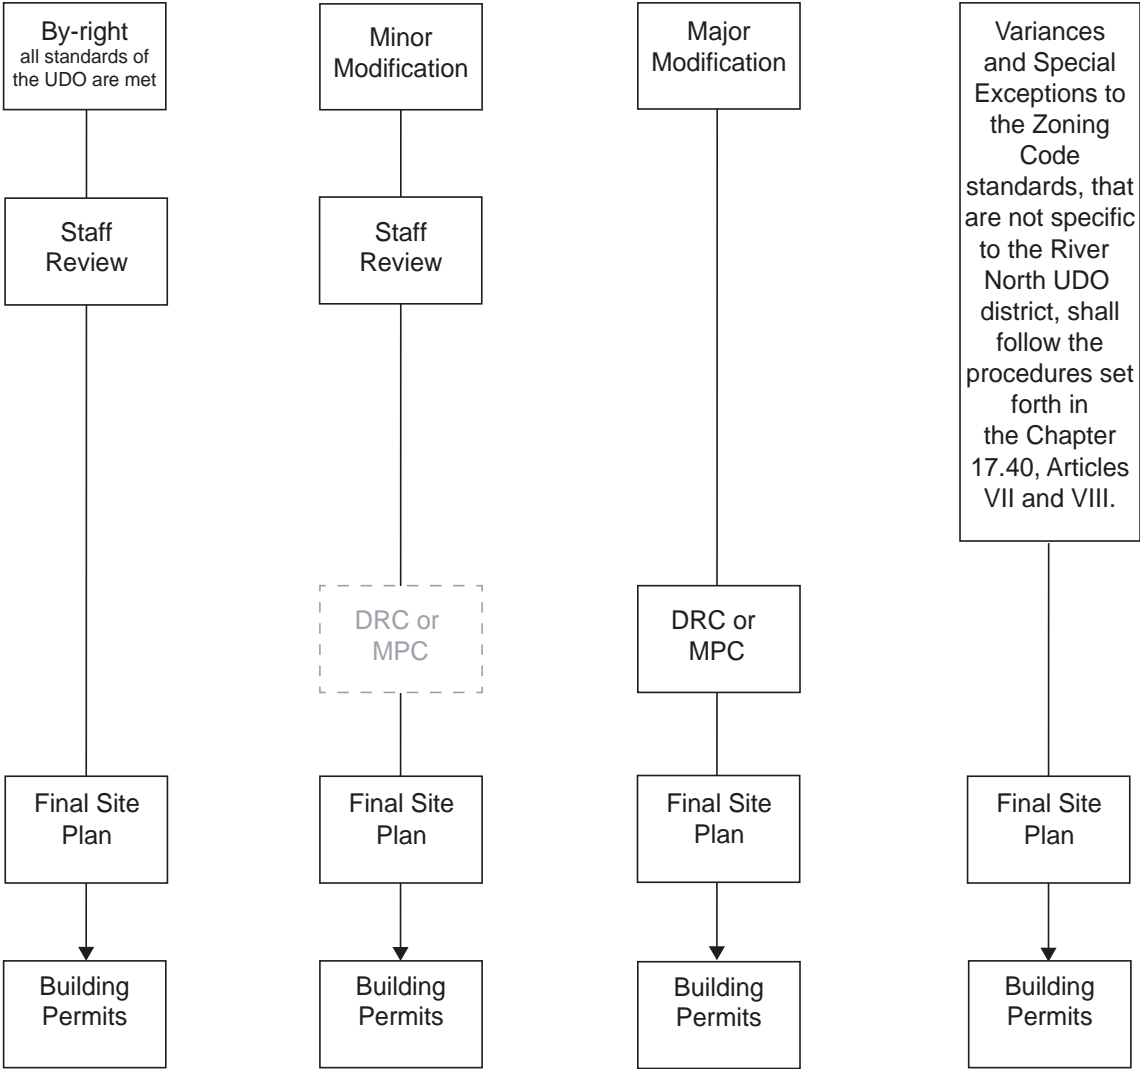 By-right
all standards of
the UDO are met
Staff
Review
Final Site
Plan
Building
Permits
Minor
Modification
Staff
Review
DRC or
MPC
Final Site
Plan
Building
Permits
Major
Modification
DRC or
MPC
Final Site
Plan
Building
Permits
Variances
and Special
Exceptions to
the Zoning
Code
standards, that
are not specific
to the River
North UDO
district, shall
follow the
procedures set
forth in
the Chapter
17.40, Articles
VII and VIII.
Final Site
Plan
Building
Permits